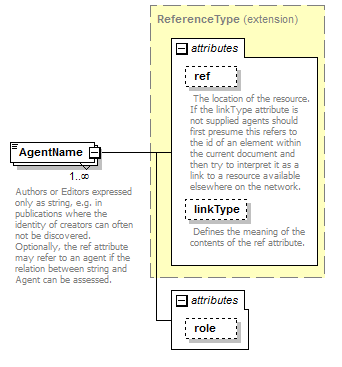 ReferenceType (extension)
attributes
ref
The location of the resource.
If the linkType attribute is
not supplied agents should
first presume this refers to
the id of an element within
the current document and
then try to interpret it as a
link to a resource available
elsewhere on the network.
linkType
Defines the meaning of the
contents of the ref attribute.
AgentName
1..∞
Authors or Editors expressed
only as string, e.g. in
publications where the
identity of creators can often
not be discovered.
Optionally, the ref attribute
may refer to an agent if the
relation between string and
Agent can be assessed.
attributes
role